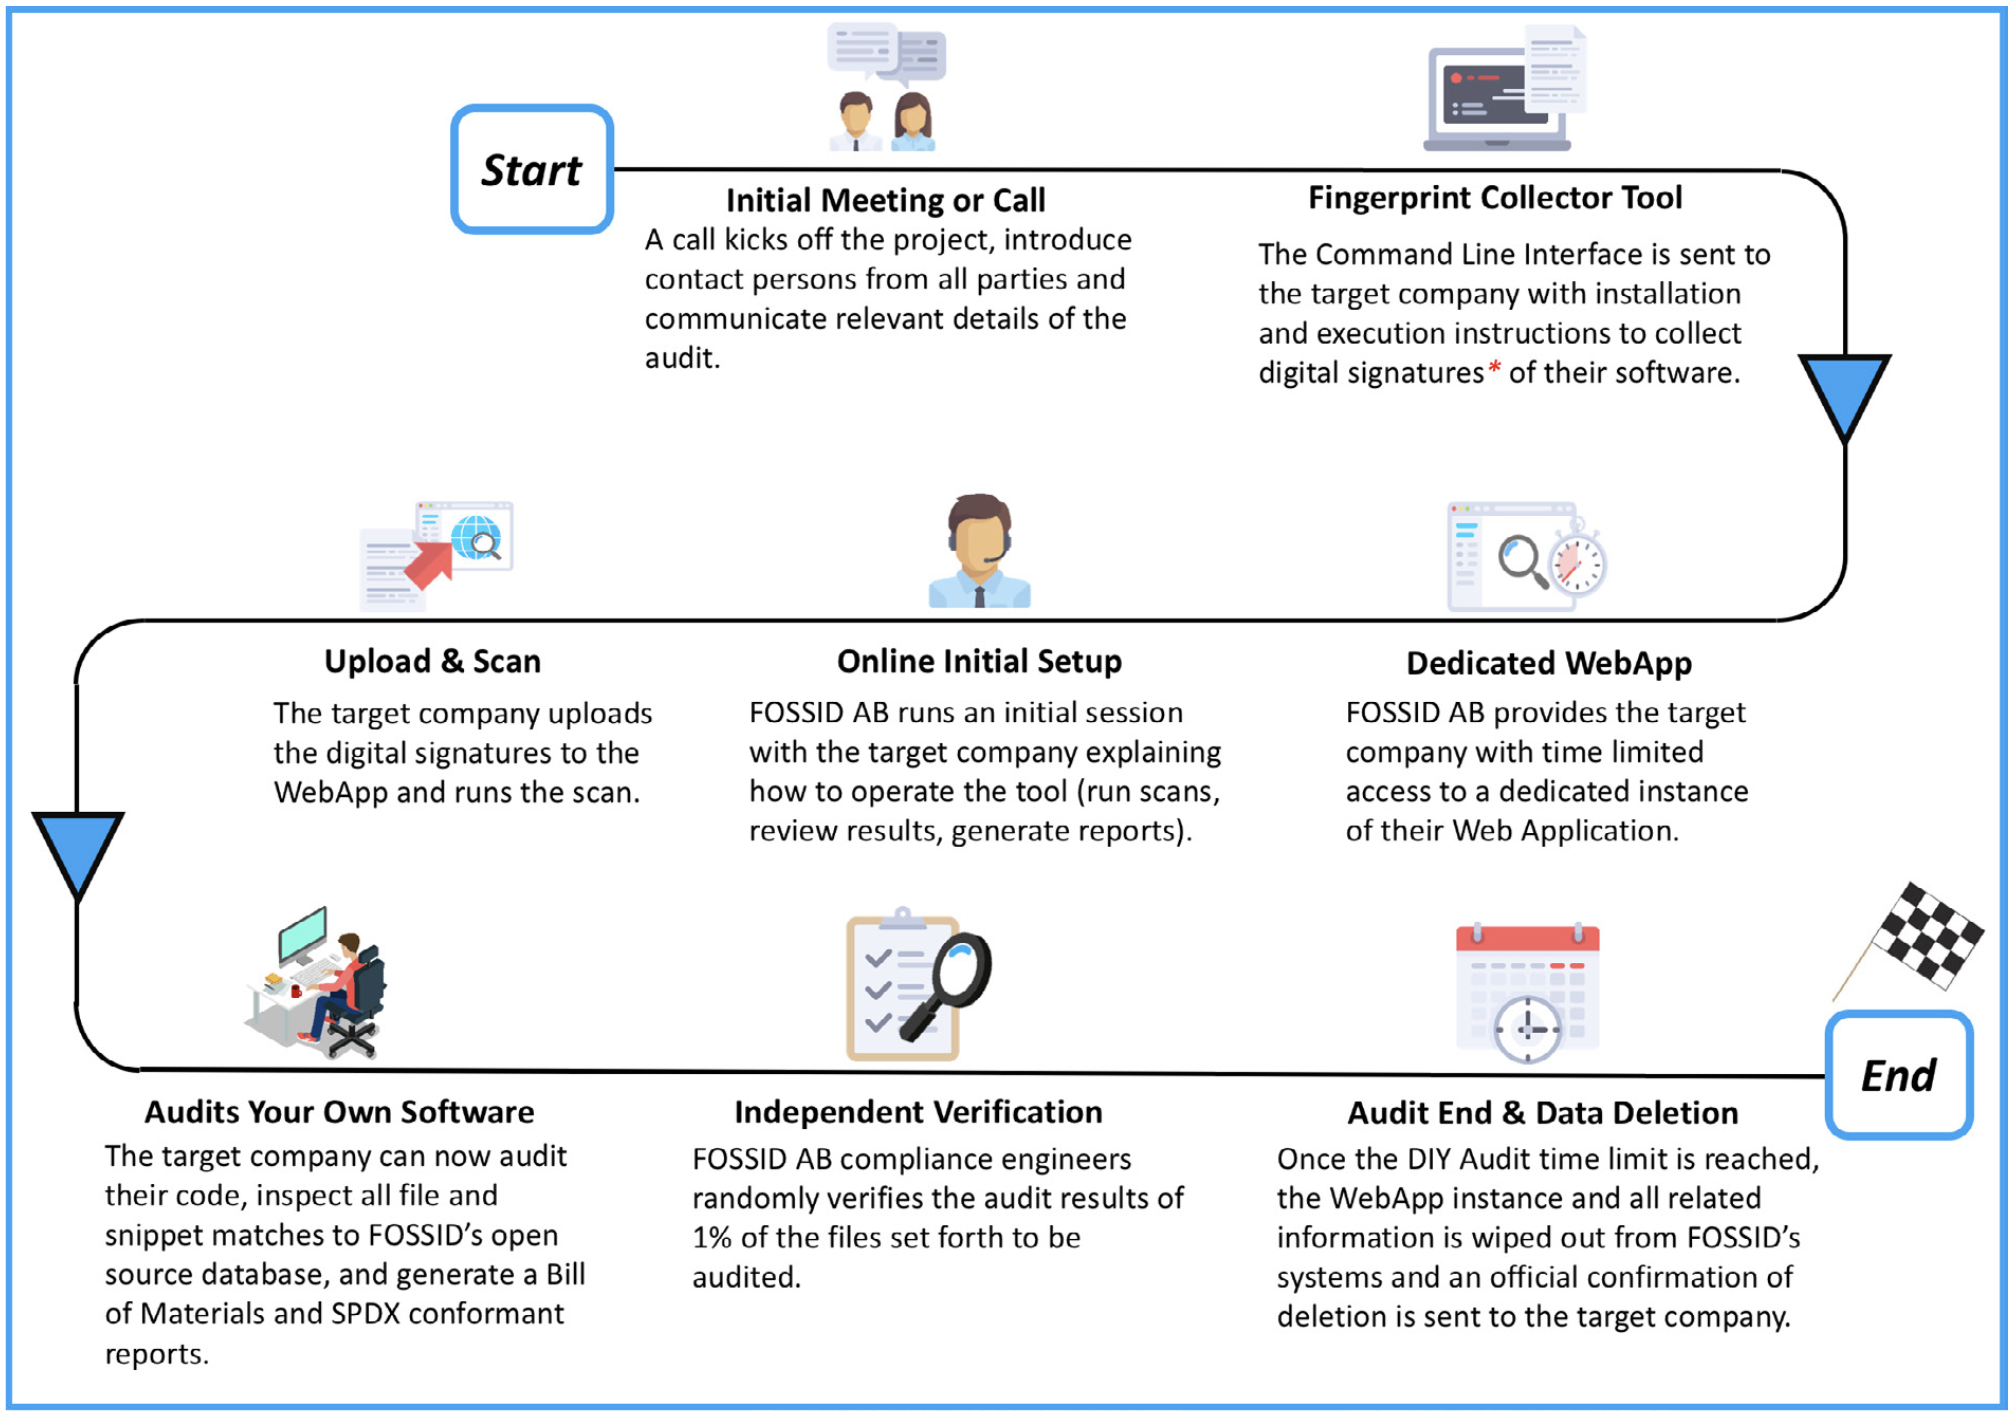 Start
Initial Meeting or Call
A call kicks off the project, introduce
contact persons from all parties and
communicate relevant details of the
audit.
Fingerprint Collector Tool
The Command Line Interface is sent to
the target company with installation
and execution instructions to collect
digital signatures* of their software.
Dedicated WebApp
FOSSID AB provides the target
company with time limited
access to a dedicated instance
of their Web Application.
Online Initial Setup
FOSSID AB runs an initial session
with the target company explaining
how to operate the tool (run scans,
review results, generate reports).
Upload & Scan
The target company uploads
the digital signatures to the
WebApp and runs the scan.
Audits Your Own Software
The target company can now audit
their code, inspect all file and
snippet matches to FOSSID’s open
source database, and generate a Bill
of Materials and SPDX conformant
reports.
Independent Verification
FOSSID AB compliance engineers
randomly verifies the audit results of
1% of the files set forth to be
audited.
Audit End & Data Deletion
Once the DIY Audit time limit is reached,
the WebApp instance and all related
information is wiped out from FOSSID’s
systems and an official confirmation of
deletion is sent to the target company.
End